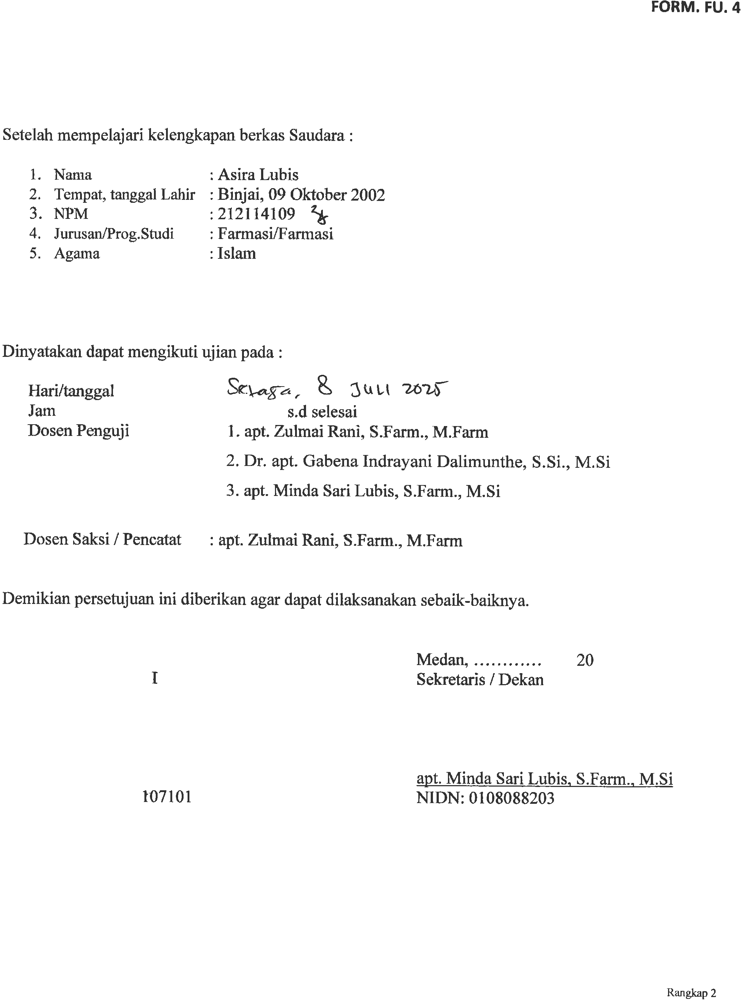 FORM. FU. 4
Setelah mempelajari kelengkapan berkas Saudara :
1. Nama : Asira Lubis
2. Tempat, tanggal Lahir : Binjai, 09 Oktober 2002
3. NPM : 212114109
4. Jurusan/Prog.Studi : Farmasi/Farmasi
5. Agama : Islam
Dinyatakan dapat mengikuti ujian pada :
Hari/tanggal Selasa, 8 Juli 2025
Jam s.d selesai
Dosen Penguji 1. apt. Zulmai Rani, S.Farm., M.Farm
2. Dr. apt. Gabena Indrayani Dalimunthe, S.Si., M.Si
3. apt. Minda Sari Lubis, S.Farm., M.Si
Dosen Saksi / Pencatat : apt. Zulmai Rani, S.Farm., M.Farm
Demikian persetujuan ini diberikan agar dapat dilaksanakan sebaik-baiknya.
Medan, ............ 20
I Sekretaris / Dekan
apt. Minda Sari Lubis, S.Farm., M.Si
107101 NIDN: 0108088203
Rangkap 2